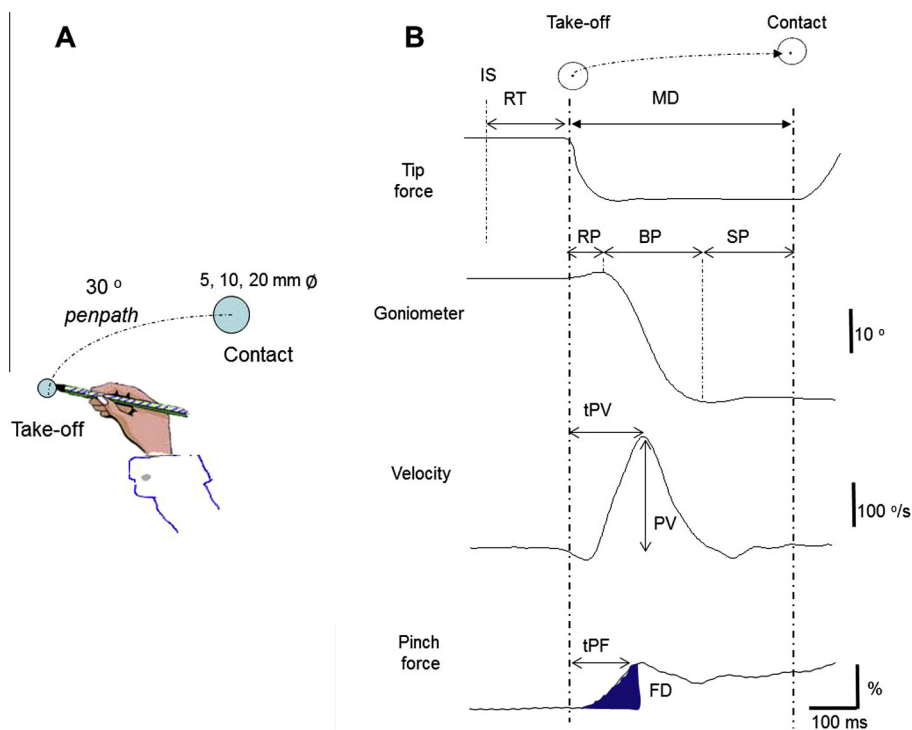 A
30 o
penpath
5, 10, 20 mm Ø
Contact
Take-off
B
Take-off
Contact
IS
RT
MD
Tip
force
RP
BP
SP
Goniometer
10 o
tPV
Velocity
PV
100 o/s
Pinch
force
tPF
FD
%
100 ms